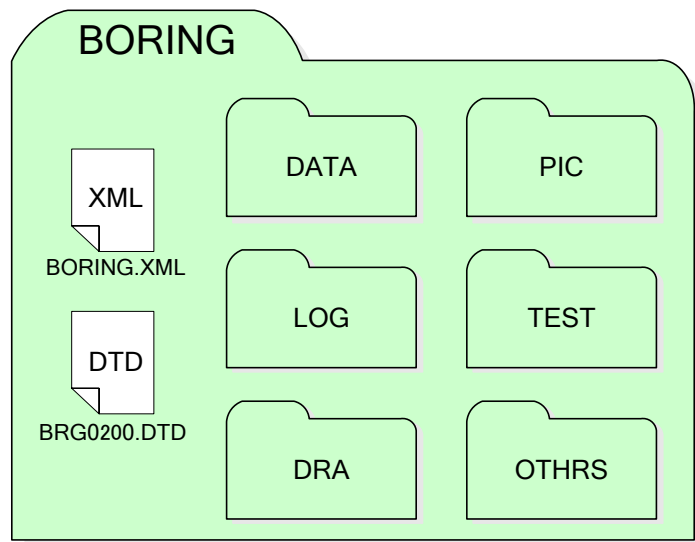 BORING
XML
BORING.XML
DTD
BRG0200.DTD
DATA
PIC
LOG
TEST
DRA
OTHRS